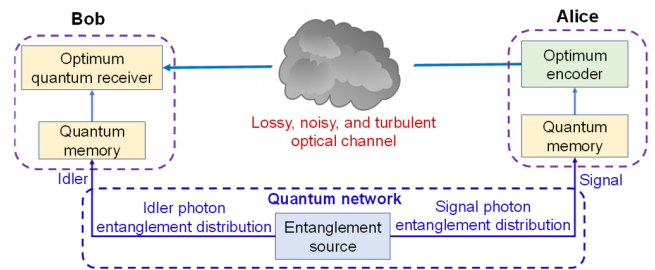 Bob
Alice
Optimum
quantum receiver
Optimum
encoder
Lossy, noisy, and turbulent
optical channel
Quantum
memory
Quantum
memory
Idler
Signal
Quantum network
Idler photon
entanglement distribution
Signal photon
entanglement distribution
Entanglement
source